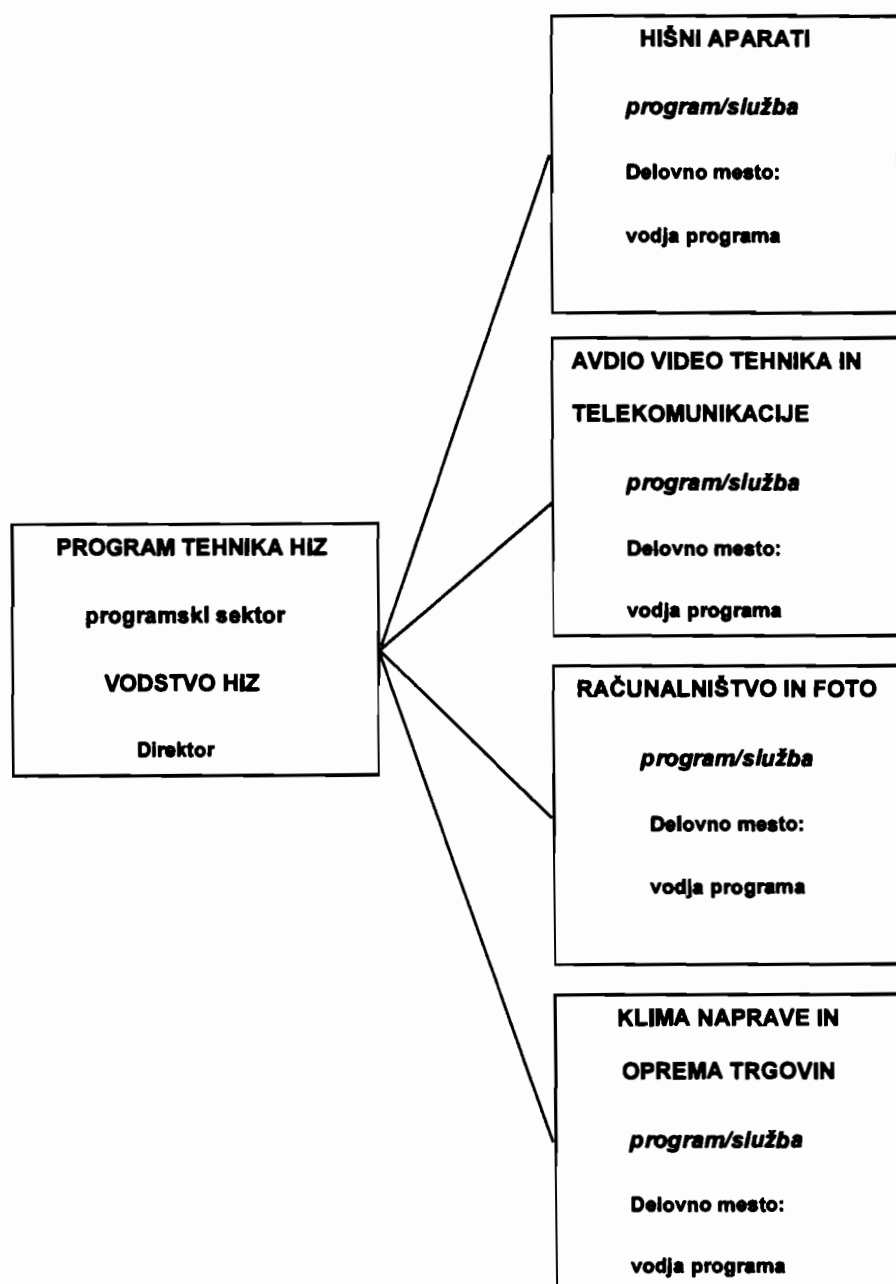 HIŠNI APARATI
program/služba
Delovno mesto:
vodja programa
AVDIO VIDEO TEHNIKA IN
TELEKOMUNIKACIJE
program/služba
Delovno mesto:
vodja programa
PROGRAM TEHNIKA HIZ
programski sektor
VODSTVO HIZ
Direktor
RAČUNALNIŠTVO IN FOTO
program/služba
Delovno mesto:
vodja programa
KLIMA NAPRAVE IN
OPREMA TRGOVIN
program/služba
Delovno mesto:
vodja programa